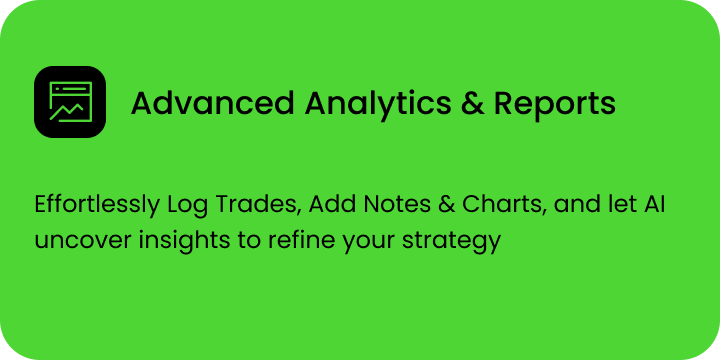 Advanced Analytics & Reports
Effortlessly Log Trades, Add Notes & Charts, and let AI
uncover insights to refine your strategy